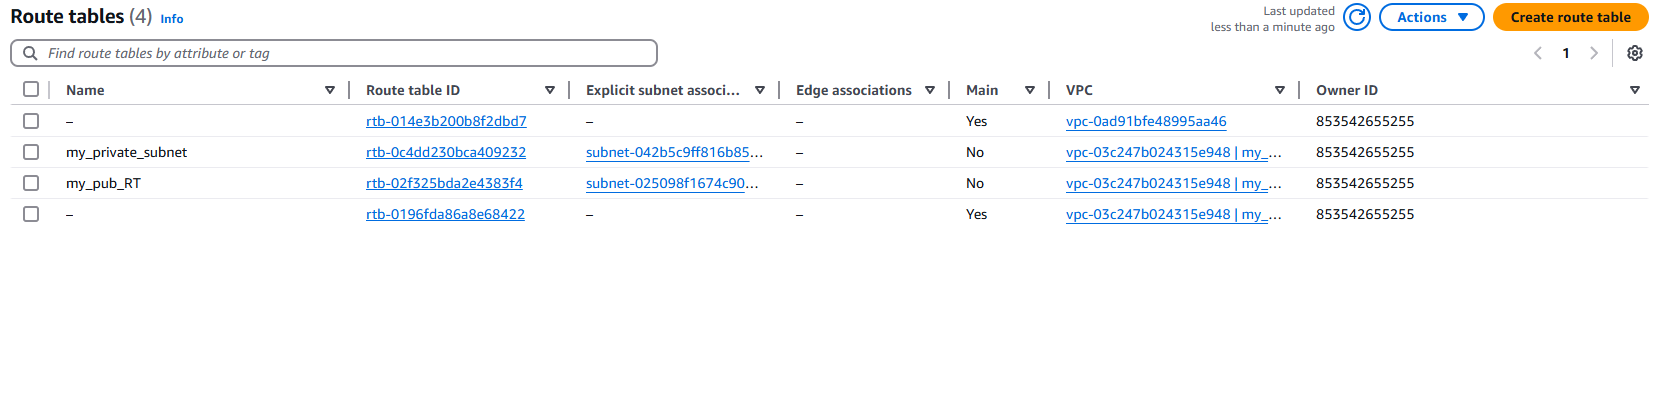 Route tables (4) Info
Last updated
less than a minute ago
Actions
Create route table
Find route tables by attribute or tag
1
Name Route table ID Explicit subnet associ... Edge associations Main VPC Owner ID
– rtb-014e3b200b8f2dbd7 – – Yes vpc-0ad91bfe48995aa46 853542655255
my_private_subnet rtb-0c4dd230bca409232 subnet-042b5c9ff816b85... – No vpc-03c247b024315e948 | my_... 853542655255
my_pub_RT rtb-02f325bda2e4383f4 subnet-025098f1674c90... – No vpc-03c247b024315e948 | my_... 853542655255
– rtb-0196fda86a8e68422 – – Yes vpc-03c247b024315e948 | my_... 853542655255